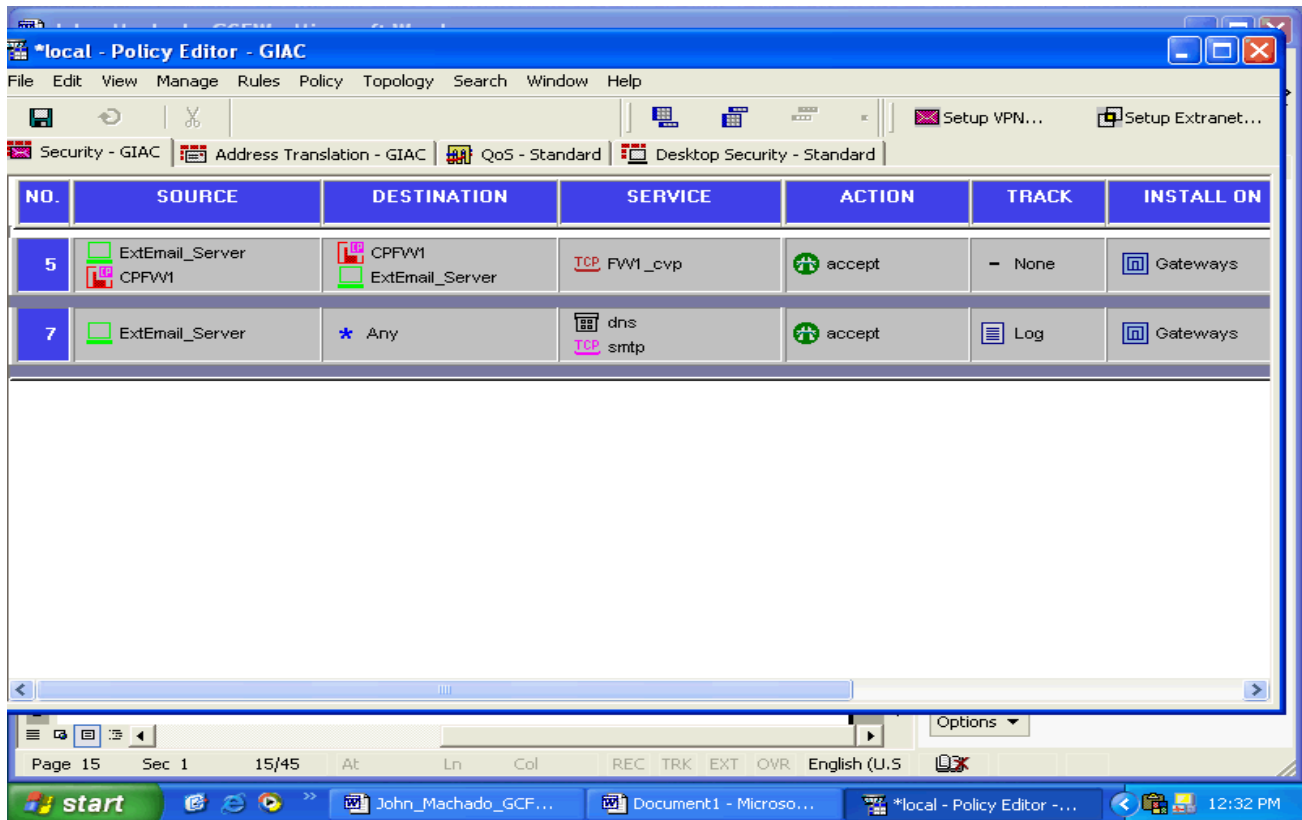 *local - Policy Editor - GIAC
File Edit View Manage Rules Policy Topology Search Window Help
Setup VPN... Setup Extranet...
Security - GIAC Address Translation - GIAC QoS - Standard Desktop Security - Standard
NO. SOURCE DESTINATION SERVICE ACTION TRACK INSTALL ON
5 ExtEmail_Server CPFW1 FW1_cvp accept None Gateways
CPFW1 ExtEmail_Server
TCP
7 ExtEmail_Server * Any dns accept Log Gateways
TCP smtp
Options
Page 15 Sec 1 15/45 At Ln Col REC TRK EXT OVR English (U.S
start » John_Machado_GCF... Document1 - Microso... *local - Policy Editor -... 12:32 PM